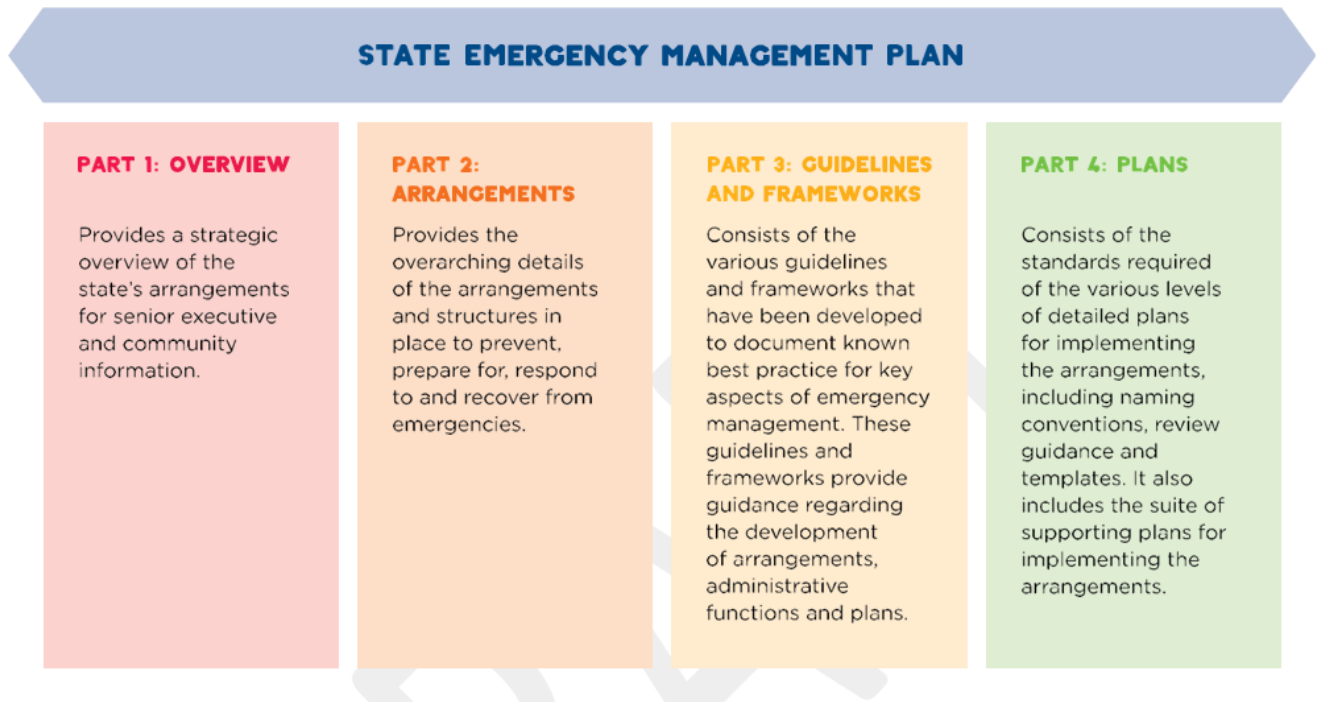 STATE EMERGENCY MANAGEMENT PLAN
PART 1: OVERVIEW
Provides a strategic
overview of the
state's arrangements
for senior executive
and community
information.
PART 2:
ARRANGEMENTS
Provides the
overarching details
of the arrangements
and structures in
place to prevent,
prepare for, respond
to and recover from
emergencies.
PART 3: GUIDELINES
AND FRAMEWORKS
Consists of the
various guidelines
and frameworks that
have been developed
to document known
best practice for key
aspects of emergency
management. These
guidelines and
frameworks provide
guidance regarding
the development
of arrangements,
administrative
functions and plans.
PART 4: PLANS
Consists of the
standards required
of the various levels
of detailed plans
for implementing
the arrangements,
including naming
conventions, review
guidance and
templates. It also
includes the suite of
supporting plans for
implementing the
arrangements.